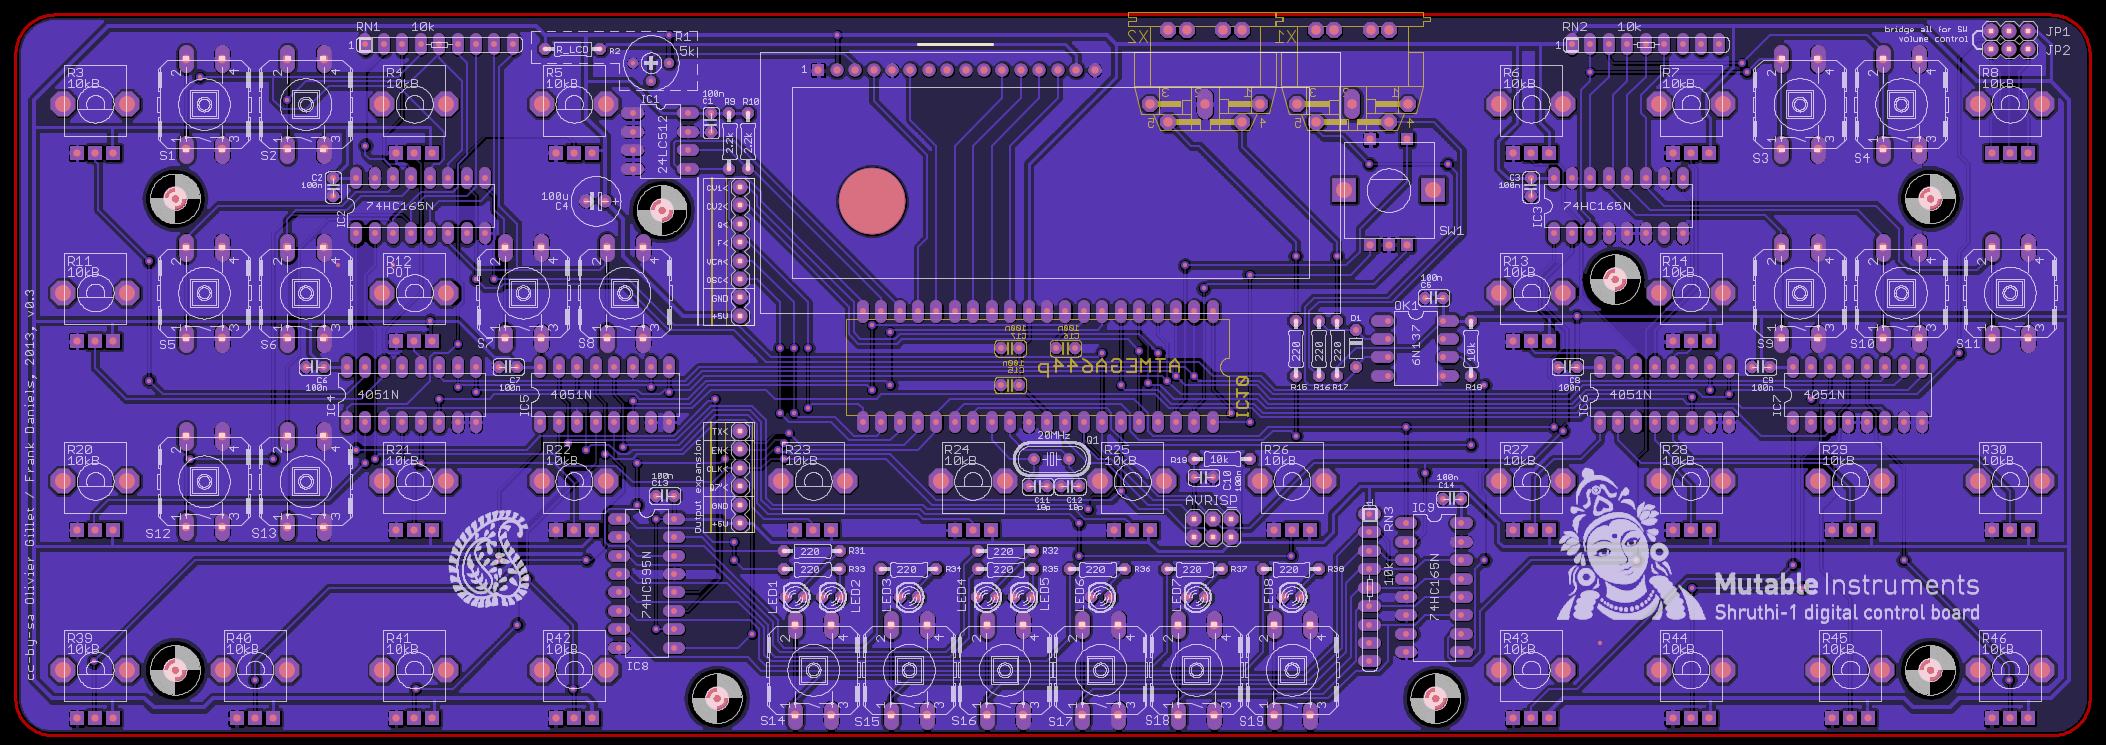 RN1
10k
1
R_LCD
R2
R1
5k
X2
X1
RN2
10k
1
bridge all for SW
volume control
JP1
JP2
R3
10kB
R4
10kB
R5
10kB
IC1
24LC512
100n
C1
R9
R10
2.2k
2.2k
1
R6
10kB
R7
10kB
R8
10kB
S1
S2
S3
S4
C2
100n
74HC165N
IC2
100u
C4
CV1<
CV2<
F<
VCA<
OSC<
GND
+5V
SW1
C3
100n
74HC165N
IC3
R11
10kB
R12
POT
R13
10kB
R14
10kB
S5
S6
S7
S8
S9
S10
S11
100n
OK1
6N137
D1
220
220
220
10k
R15
R16
R17
R18
ATMEGA644p
IC10
100n
IC4
4051N
C7
100n
IC5
4051N
C8
100n
IC6
4051N
C9
100n
IC7
4051N
cc-by-sa Olivier Gillet / Frank Daniels, 2013, v0.3
R20
10kB
R21
10kB
R22
10kB
TX<
EN<
CLK<
GND
+5V
Output expansion
R23
10kB
R24
10kB
20MHz
Q1
R25
10kB
R19
10k
R26
10kB
C10
100n
C11
18p
C12
18p
AVRISP
R27
10kB
R28
10kB
R29
10kB
R30
10kB
S12
S13
100n
C13
74HC595N
IC8
220
R31
220
R32
220
R33
220
R34
220
R35
220
R36
220
R37
220
R38
LED1
LED2
LED3
LED4
LED5
LED6
LED7
LED8
RN3
10k
100n
C14
IC9
74HC165N
Mutable Instruments
Shruthi-1 digital control board
R39
10kB
R40
10kB
R41
10kB
R42
10kB
R43
10kB
R44
10kB
R45
10kB
R46
10kB
S14
S15
S16
S17
S18
S19